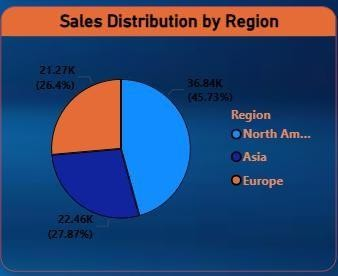 Sales Distribution by Region
21.27K
(26.4%)
36.84K
(45.73%)
22.46K
(27.87%)
Region
North Am...
Asia
Europe